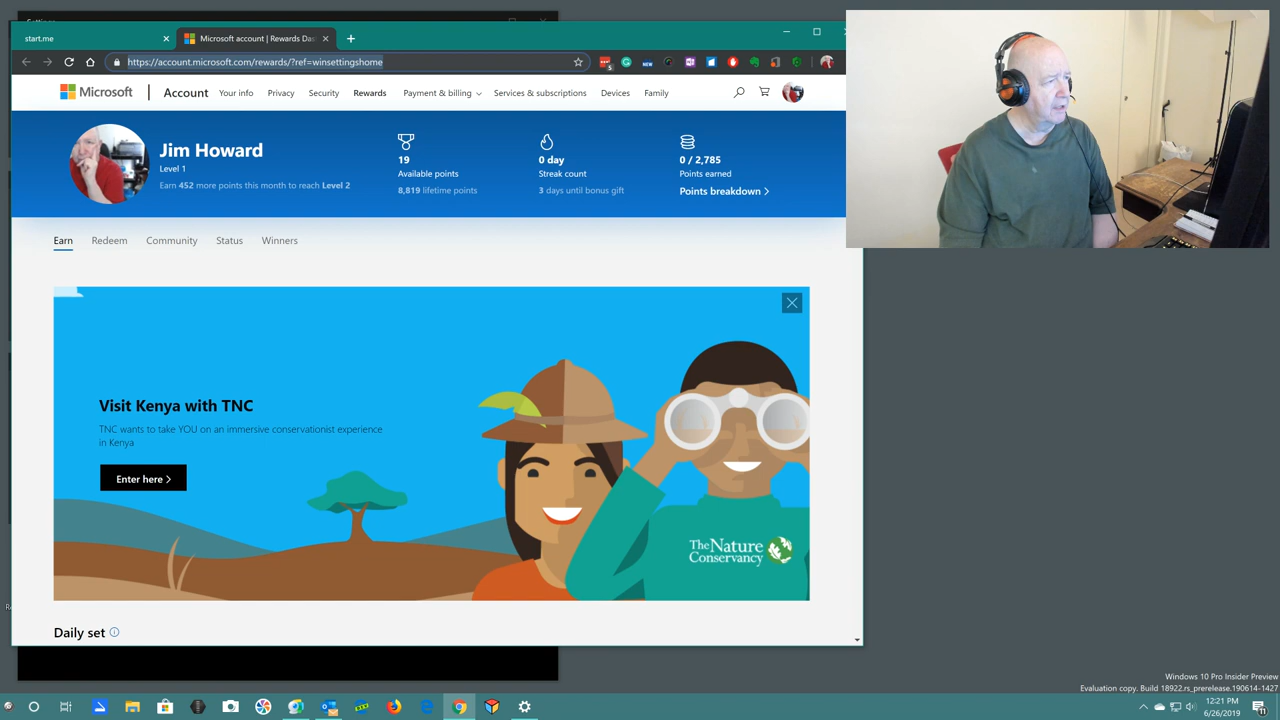 Settings
start.me
Microsoft account | Rewards Das
https://account.microsoft.com/rewards/?ref=winsettingshome
5
NEW
Microsoft
Account
Your info
Privacy
Security
Rewards
Payment & billing
Services & subscriptions
Devices
Family
Jim Howard
Level 1
Earn 452 more points this month to reach Level 2
19
Available points
8,819 lifetime points
0 day
Streak count
3 days until bonus gift
0 / 2,785
Points earned
Points breakdown
Earn
Redeem
Community
Status
Winners
Visit Kenya with TNC
TNC wants to take YOU on an immersive conservationist experience
in Kenya
Enter here
The Nature
Conservancy
Daily set
Windows 10 Pro Insider Preview
Evaluation copy. Build 18922.rs_prerelease.190614-1427
12:21 PM
6/26/2019
11